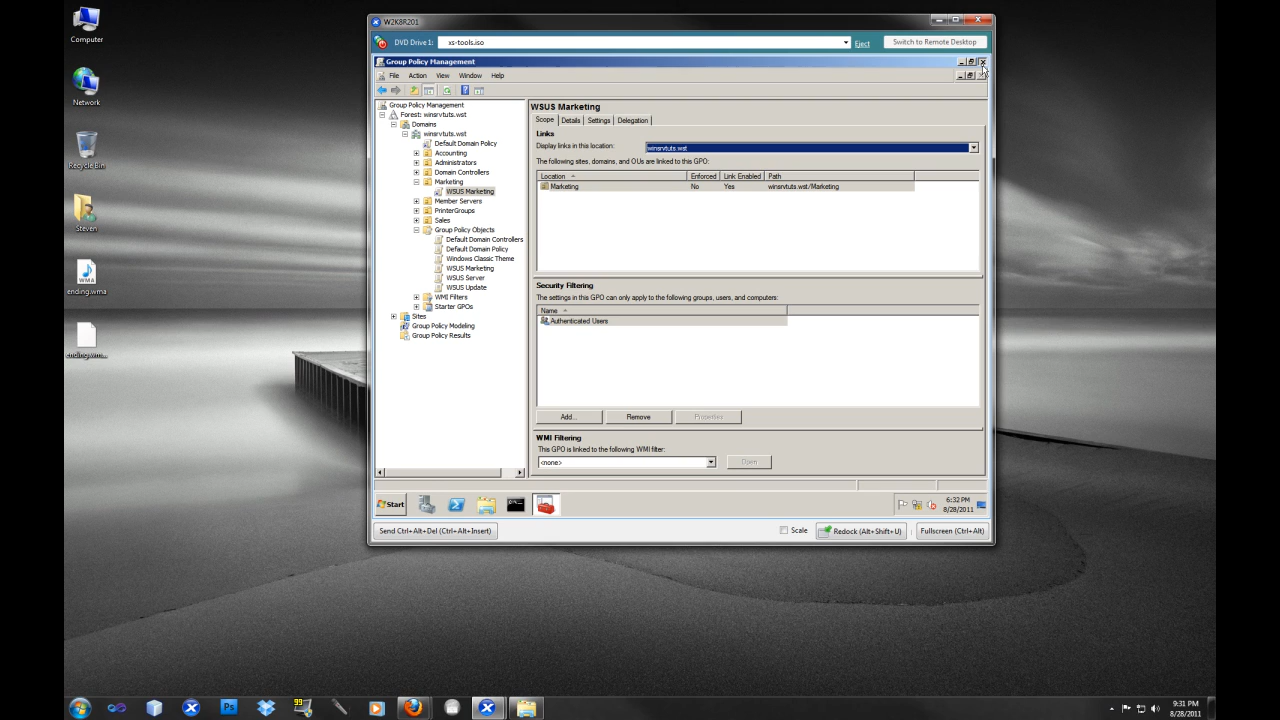 Computer
Network
Recycle Bin
Steven
ending.wma
WMA
ending.wm...
W2K8R201
DVD Drive 1:
xs-tools.iso
Eject
Switch to Remote Desktop
Group Policy Management
File Action View Window Help
Group Policy Management
Forest: winsrvtuts.wst
Domains
winsrvtuts.wst
Default Domain Policy
Accounting
Administrators
Domain Controllers
Marketing
WSUS Marketing
Member Servers
PrinterGroups
Sales
Group Policy Objects
Default Domain Controllers
Default Domain Policy
Windows Classic Theme
WSUS Marketing
WSUS Server
WSUS Update
WMI Filters
Starter GPOs
Sites
Group Policy Modeling
Group Policy Results
WSUS Marketing
Scope Details Settings Delegation
Links
Display links in this location: winsrvtuts.wst
The following sites, domains, and OUs are linked to this GPO:
Location Enforced Link Enabled Path
Marketing No Yes winsrvtuts.wst/Marketing
Security Filtering
The settings in this GPO can only apply to the following groups, users, and computers:
Name
Authenticated Users
Add... Remove Properties
WMI Filtering
This GPO is linked to the following WMI filter:
<none> Open
Start
6:32 PM
8/28/2011
Send Ctrl+Alt+Del (Ctrl+Alt+Insert)
Scale
Redock (Alt+Shift+U)
Fullscreen (Ctrl+Alt)
Ps
99
9:31 PM
8/28/2011